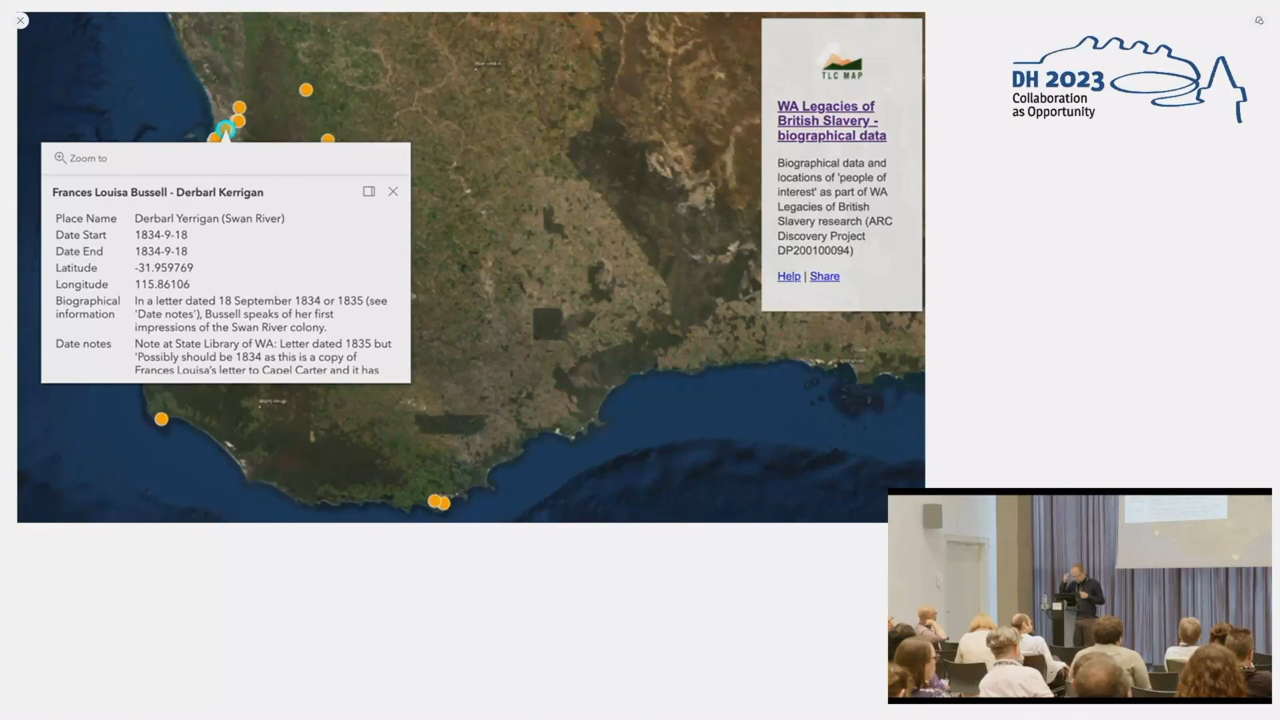 DH 2023
Collaboration
as Opportunity
TLC MAP
WA Legacies of
British Slavery -
biographical data
Biographical data and
locations of 'people of
interest' as part of WA
Legacies of British
Slavery research (ARC
Discovery Project
DP200100094)
Help | Share
Zoom to
Frances Louisa Bussell - Derbarl Kerrigan
Place Name Derbarl Yerrigan (Swan River)
Date Start 1834-9-18
Date End 1834-9-18
Latitude -31.959769
Longitude 115.86106
Biographical In a letter dated 18 September 1834 or 1835 (see
information 'Date notes'), Bussell speaks of her first
impressions of the Swan River colony.
Date notes Note at State Library of WA: Letter dated 1835 but
'Possibly should be 1834 as this is a copy of
Frances Louisa's letter to Capel Carter and it has